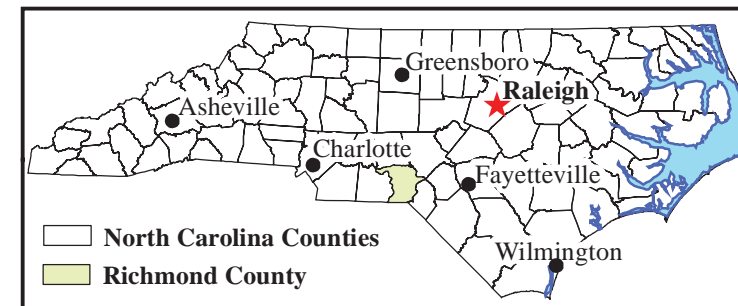 Greensboro
Raleigh
Asheville
Charlotte
Fayetteville
North Carolina Counties
Wilmington
Richmond County